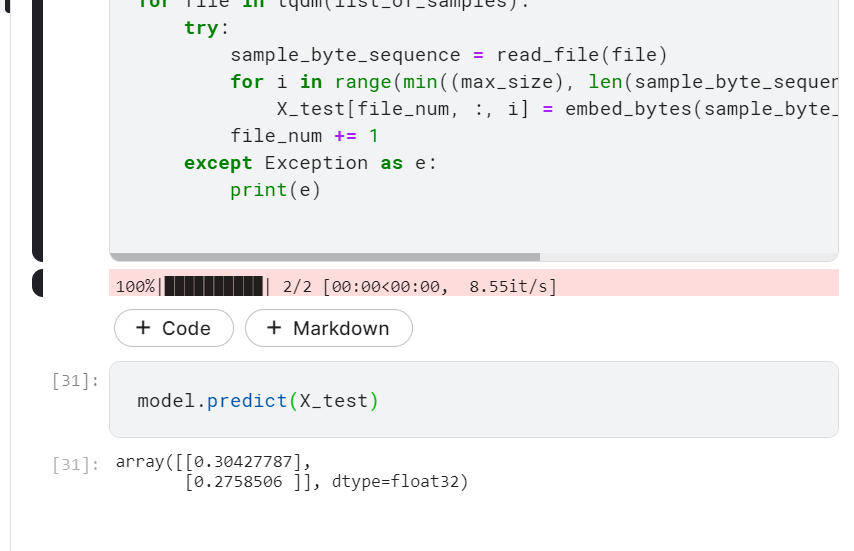 for file in tqdm(list_of_samples):
try:
sample_byte_sequence = read_file(file)
for i in range(min((max_size), len(sample_byte_sequen
X_test[file_num, :, i] = embed_bytes(sample_byte_
file_num += 1
except Exception as e:
print(e)
100%|██████████| 2/2 [00:00<00:00,  8.55it/s]
+ Code + Markdown
[31]:
model.predict(X_test)
[31]: array([[0.30427787],
[0.2758506 ]], dtype=float32)